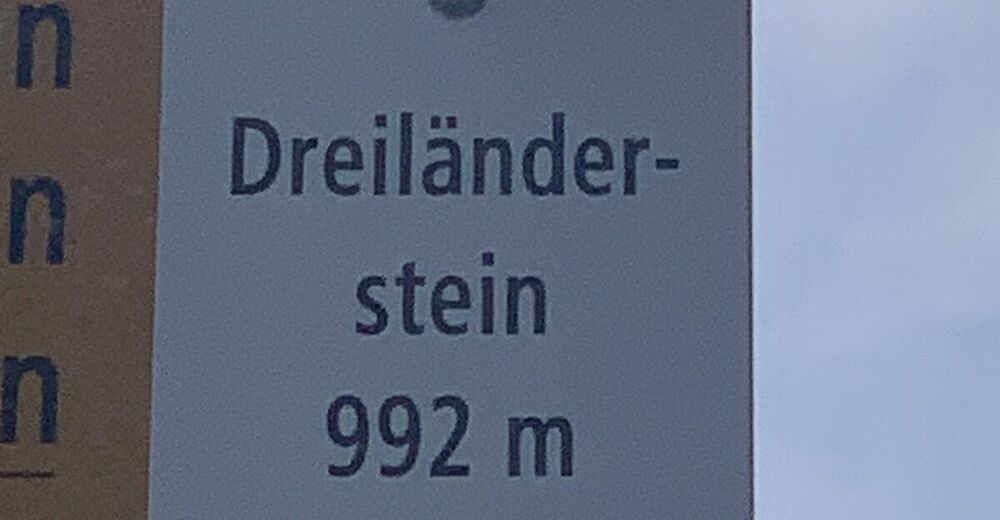 Dreiländer-
stein
992 m